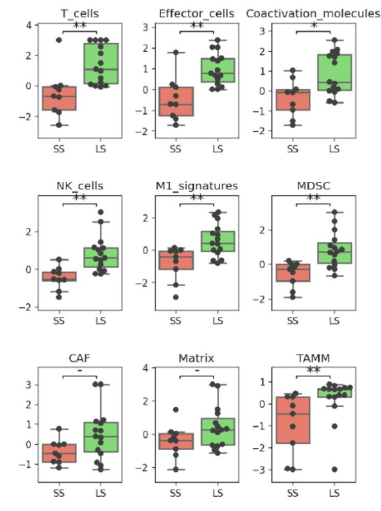 T_cells Effector_cells Coactivation_molecules
** ** *
4 3 3
2 2 2
0 1 1
−2 0 0
−1 −1
−2 −2
SS LS SS LS SS LS
NK_cells M1_signatures MDSC
** ** **
2 2 2
0 0 0
−2 −2 −2
SS LS SS LS SS LS
CAF Matrix TAMM
- - **
3 4 1
2 2 0
1 0 −1
0 −2 −2
−1 −3
SS LS SS LS SS LS